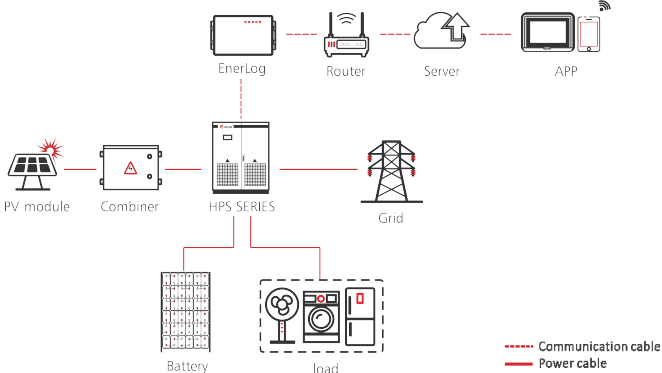 EnerLog
Router
Server
APP
PV module
Combiner
HPS SERIES
Grid
Battery
load
Communication cable
Power cable